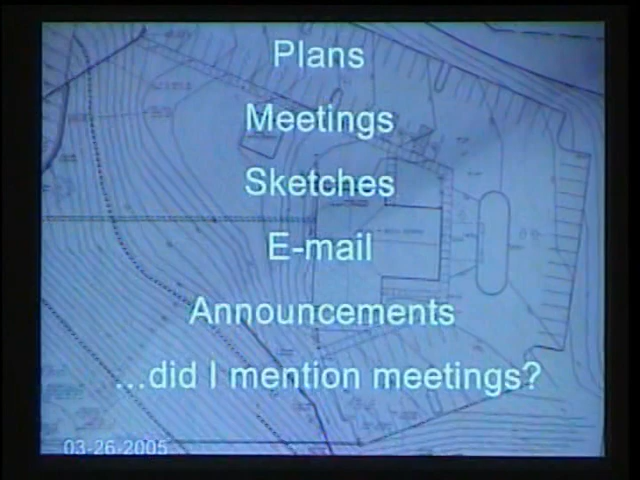 Plans
Meetings
Sketches
E-mail
Announcements
...did I mention meetings?
03-26-2005